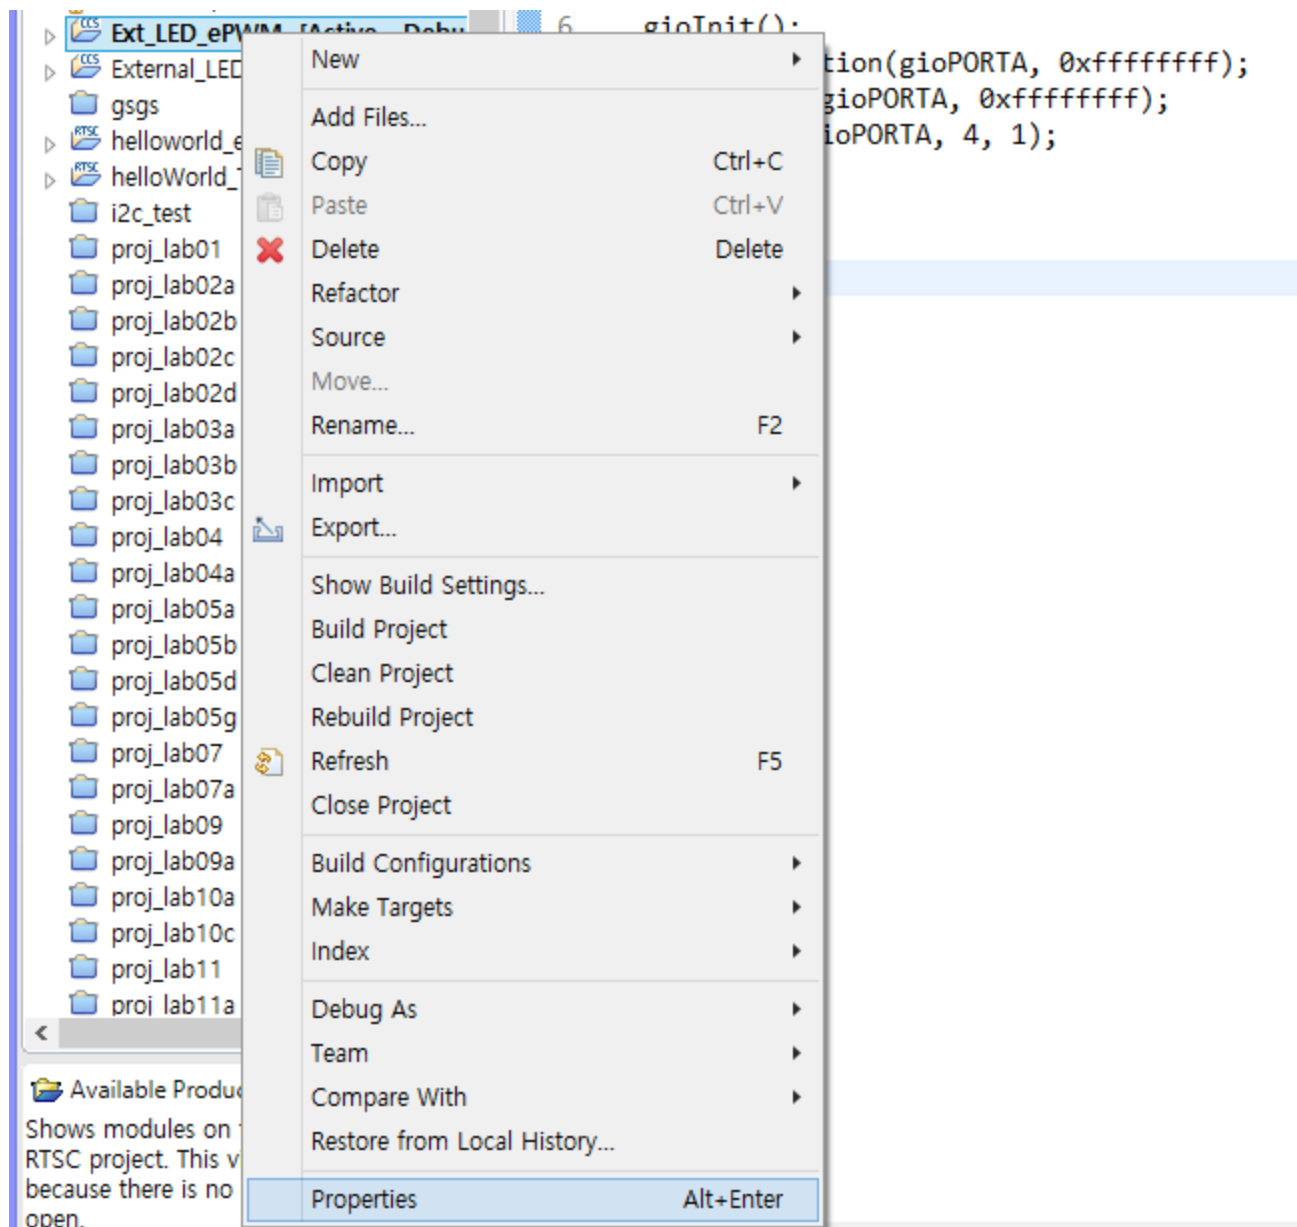 Ext_LED_ePWM [Active - Debu
6 gioInit();
External_LED
tion(gioPORTA, 0xffffffff);
gsgs
gioPORTA, 0xffffffff);
helloworld_e
ioPORTA, 4, 1);
helloWorld_
i2c_test
proj_lab01
proj_lab02a
proj_lab02b
proj_lab02c
proj_lab02d
proj_lab03a
proj_lab03b
proj_lab03c
proj_lab04
proj_lab04a
proj_lab05a
proj_lab05b
proj_lab05d
proj_lab05g
proj_lab07
proj_lab07a
proj_lab09
proj_lab09a
proj_lab10a
proj_lab10c
proj_lab11
proj_lab11a
Available Produc
Shows modules on
RTSC project. This v
because there is no
open.
New
Add Files...
Copy Ctrl+C
Paste Ctrl+V
Delete Delete
Refactor
Source
Move...
Rename... F2
Import
Export...
Show Build Settings...
Build Project
Clean Project
Rebuild Project
Refresh F5
Close Project
Build Configurations
Make Targets
Index
Debug As
Team
Compare With
Restore from Local History...
Properties Alt+Enter